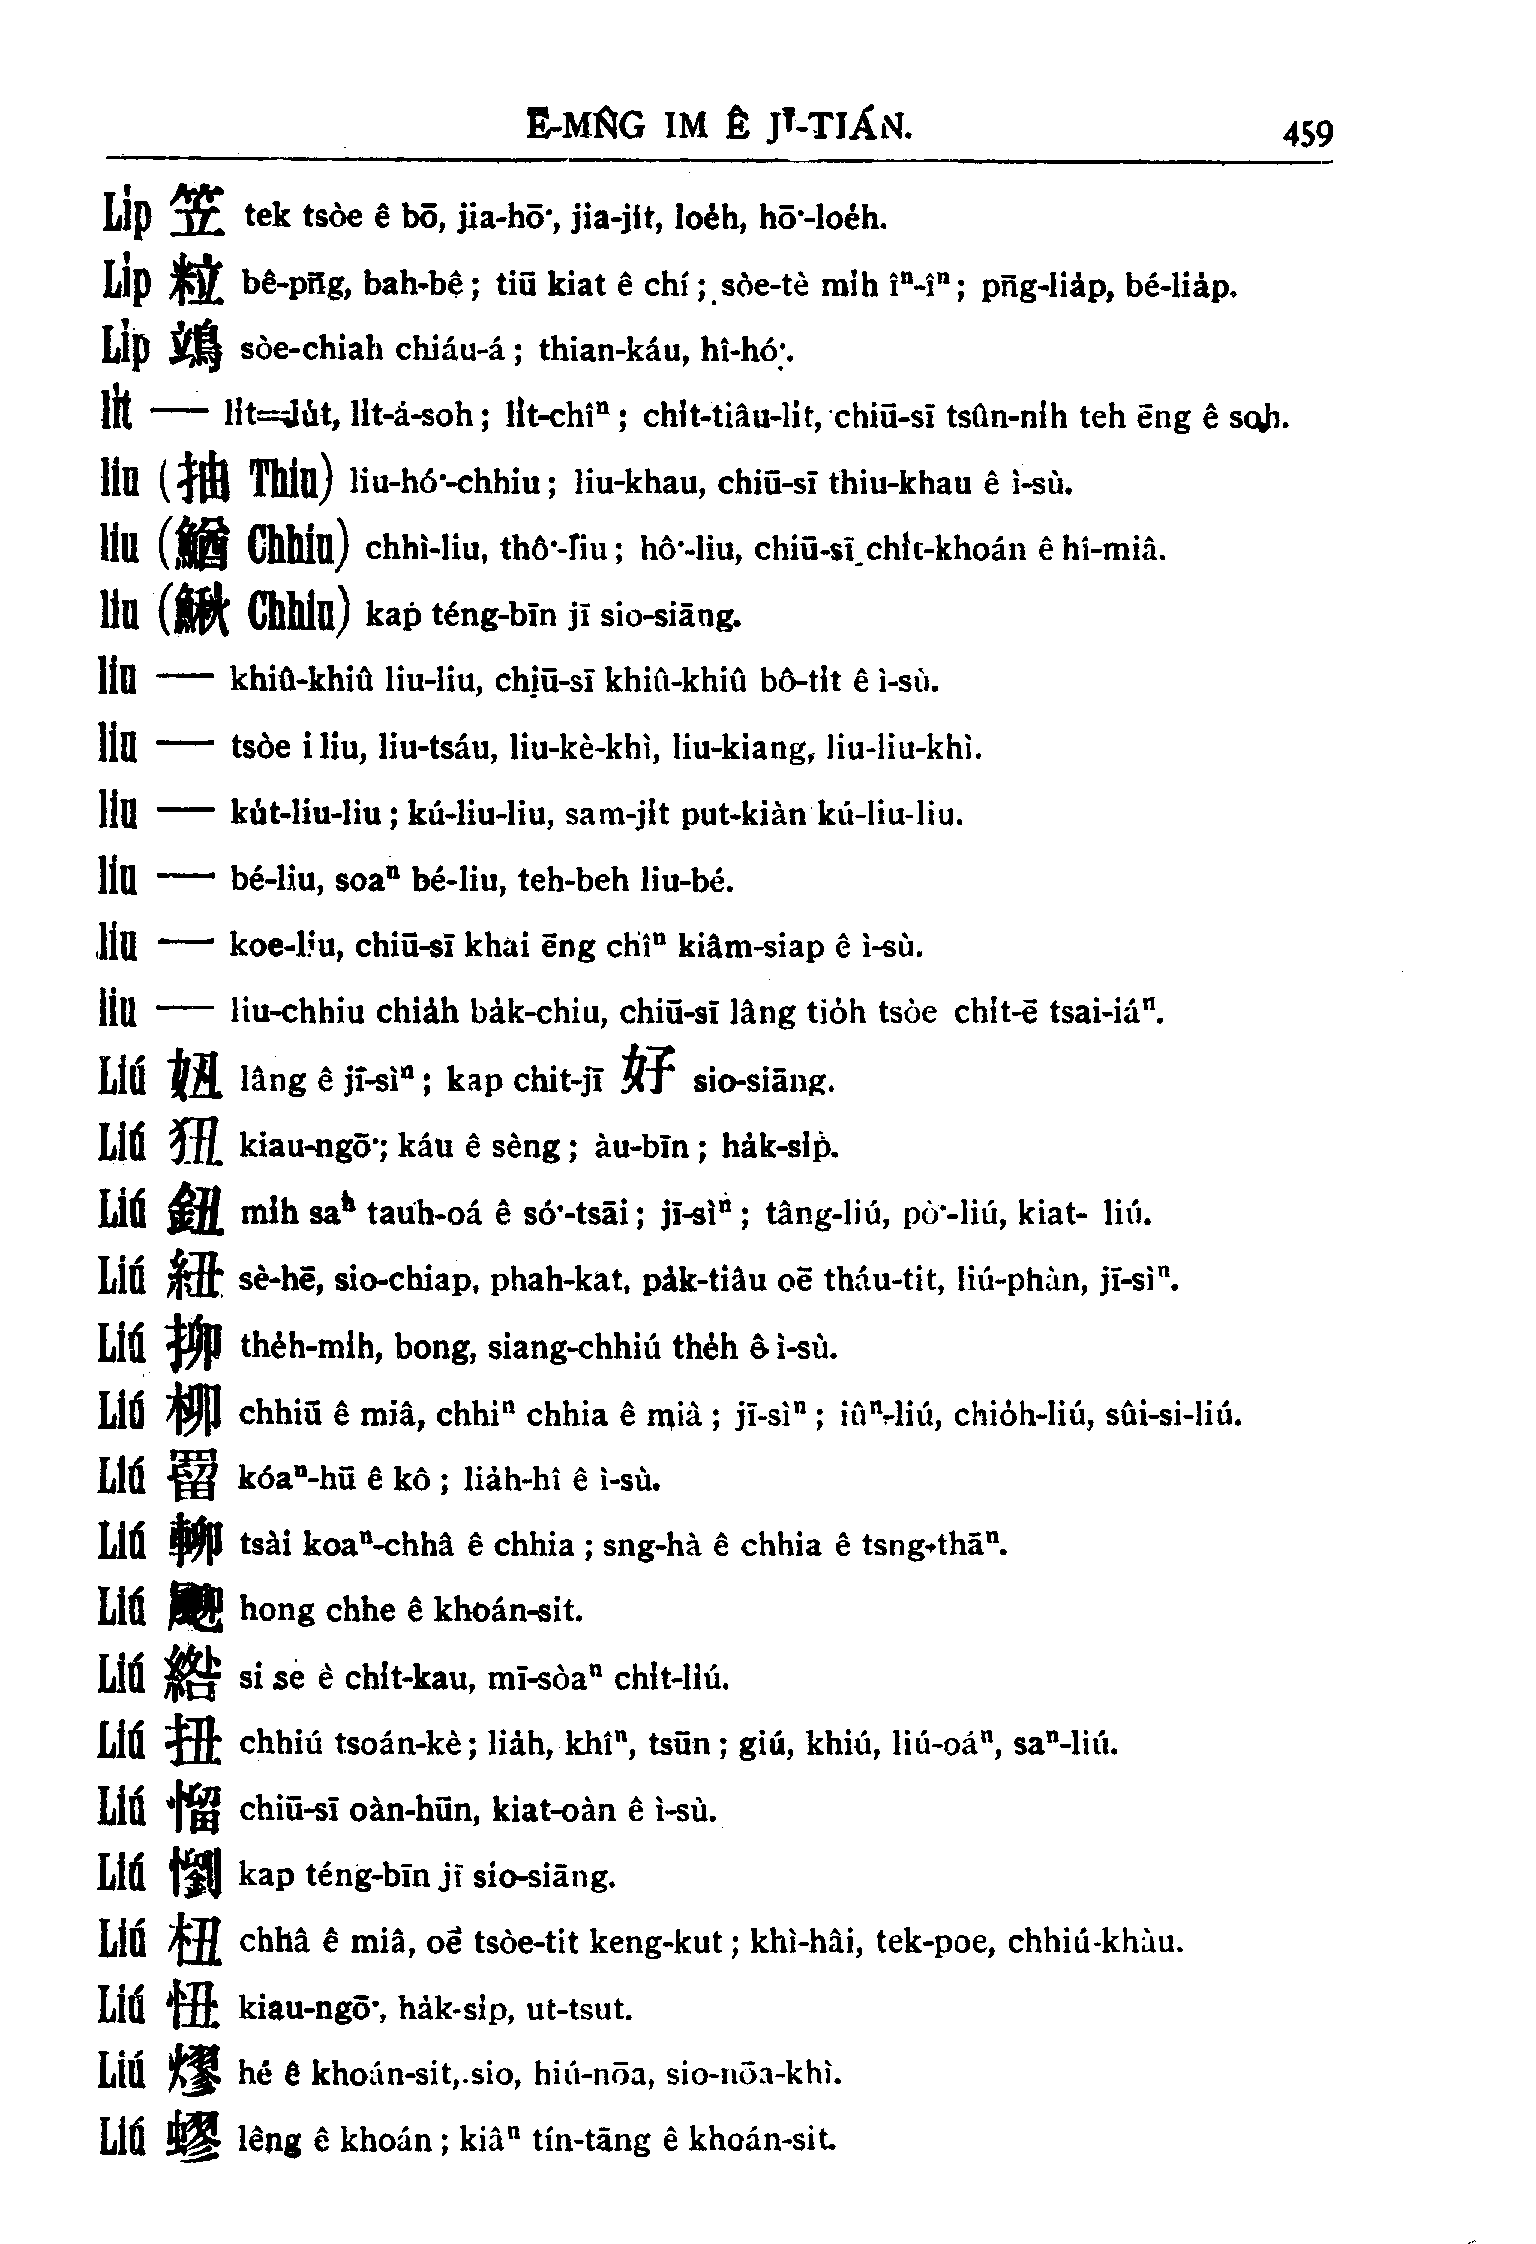 E-MN̂G IM Ê JĪ-TIÁN. 459
Li̍p 笠 tek tsòe ê bō, jia-hō͘, jia-ji̍t, loe̍h, hō͘-loe̍h.
Li̍p 粒 bê-pn̄g, bah-bê; tiū kiat ê chí; sòe-tè mi̍h îⁿ-îⁿ; pn̄g-lia̍p, bé-lia̍p.
Li̍p 鴗 sòe-chiah chiáu-á; thian-káu, hî-hó͘.
li̍t — li̍t=Ju̍t, li̍t-á-soh; li̍t-chîⁿ; chi̍t-tiâu-li̍t, chiū-sī tsûn-ni̍h teh ēng ê soh.
liu (抽 Thiu) liu-hó͘-chhiu; liu-khau, chiū-sī thiu-khau ê ì-sù.
liu (鰌 Chhiu) chhì-liu, thô͘-liu; hô͘-liu, chiū-sī chi̍t-khoán ê hî-miâ.
liu (鰍 Chhiu) kap téng-bīn jī sio-siāng.
liu — khiû-khiû liu-liu, chiū-sī khiû-khiû bô-ti̍t ê ì-sù.
liu — tsòe i liu, liu-tsáu, liu-kè-khì, liu-kiang, liu-liu-khì.
liu — ku̍t-liu-liu; kú-liu-liu, sam-ji̍t put-kiàn kú-liu-liu.
liu — bé-liu, soaⁿ bé-liu, teh-beh liu-bé.
liu — koe-liu, chiū-sī khai ēng chîⁿ kiâm-siap ê ì-sù.
liu — liu-chhiu chia̍h ba̍k-chiu, chiū-sī lâng tio̍h tsòe chi̍t-ē tsai-iáⁿ.
Liú 妞 lâng ê jī-sìⁿ; kap chit-jī 好 sio-siāng.
Liú 狃 kiau-ngō͘; káu ê sèng; àu-bīn; ha̍k-si̍p.
Liú 鈕 mi̍h saⁿ tauh-oá ê só͘-tsāi; jī-sìⁿ; tâng-liú, pò͘-liú, kiat- liú.
Liú 紐 sè-hē, sio-chiap, phah-kat, pa̍k-tiâu oē tháu-tit, liú-phàn, jī-sìⁿ.
Liú 抑 the̍h-mi̍h, bong, siang-chhiú the̍h ê ì-sù.
Liú 柳 chhiū ê miâ, chhiⁿ chhia ê miâ; jī-sìⁿ; iûⁿ-liú, chio̍h-liú, sûi-si-liú.
Liú 罶 kóaⁿ-hū ê kô; lia̍h-hî ê ì-sù.
Liú tsài koaⁿ-chhâ ê chhia; sng-hà ê chhia ê tsng-thāⁿ.
Liú hong chhe ê khoán-sit.
Liú 綹 si se è chi̍t-kau, mī-sòaⁿ chi̍t-liú.
Liú 扭 chhiú tsoán-kè; lia̍h, khîⁿ, tsūn; giú, khiú, liú-oáⁿ, saⁿ-liú.
Liú 慉 chiū-sī oàn-hūn, kiat-oàn ê ì-sù.
Liú 懰 kap téng-bīn jī sio-siāng.
Liú 杻 chhâ ê miâ, oē tsòe-tit keng-kut; khì-hâi, tek-poe, chhiú-khàu.
Liú 忸 kiau-ngō͘, ha̍k-si̍p, ut-tsut.
Liú 熮 hé ê khoán-sit, sio, hiú-nōa, sio-nōa-khì.
Liú 蟉 lêng ê khoán; kiâⁿ tín-tāng ê khoán-sit.